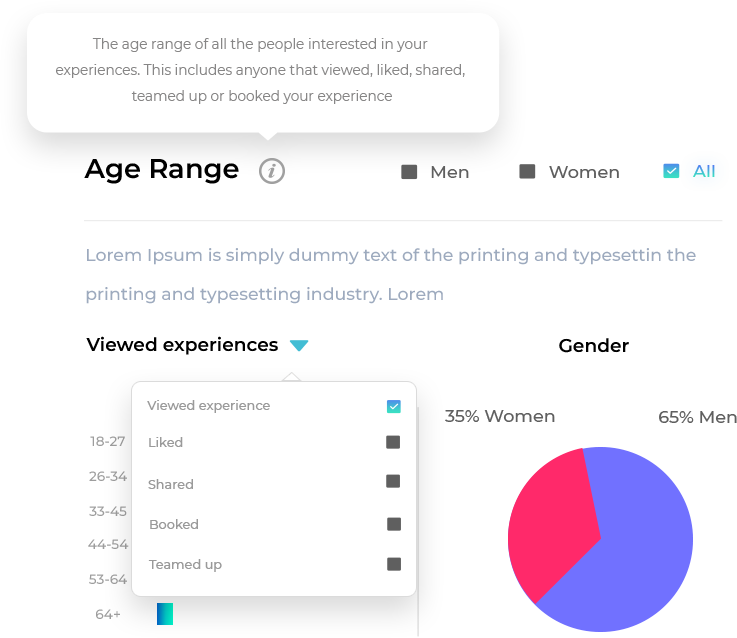 The age range of all the people interested in your
experiences. This includes anyone that viewed, liked, shared,
teamed up or booked your experience
Age Range i Men Women All
Lorem Ipsum is simply dummy text of the printing and typesettin the
printing and typesetting industry. Lorem
Viewed experiences
Gender
Viewed experience
Liked
Shared
Booked
Teamed up
18-27
26-34
33-45
44-54
53-64
64+
35% Women
65% Men